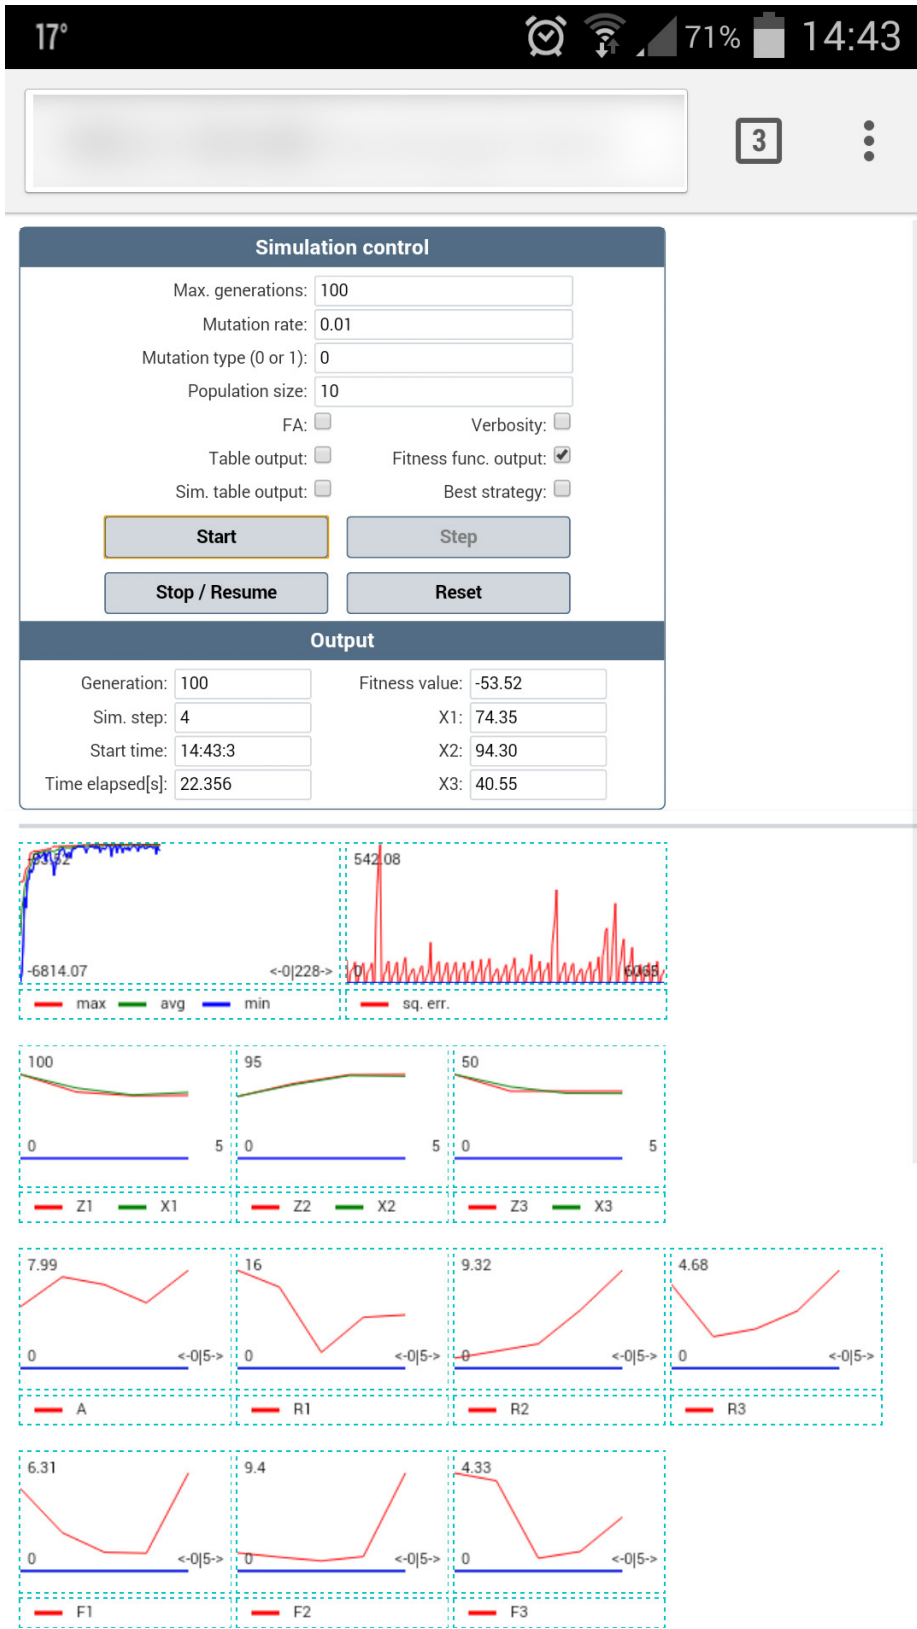 17° 71% 14:43
3
Simulation control
Max. generations: 100
Mutation rate: 0.01
Mutation type (0 or 1): 0
Population size: 10
FA: Verbosity:
Table output: Fitness func. output:
Sim. table output: Best strategy:
Start Step
Stop / Resume Reset
Output
Generation: 100 Fitness value: -53.52
Sim. step: 4 X1: 74.35
Start time: 14:43:3 X2: 94.30
Time elapsed[s]: 22.356 X3: 40.55
-53.52 542.08
-6814.07 <-0|228-> 0 6065
max avg min sq. err.
100 95 50
0 5 0 5 0 5
Z1 X1 Z2 X2 Z3 X3
7.99 16 9.32 4.68
0 <-0|5-> 0 <-0|5-> 0 <-0|5-> 0 <-0|5->
A R1 R2 R3
6.31 9.4 4.33
0 <-0|5-> 0 <-0|5-> 0 <-0|5->
F1 F2 F3